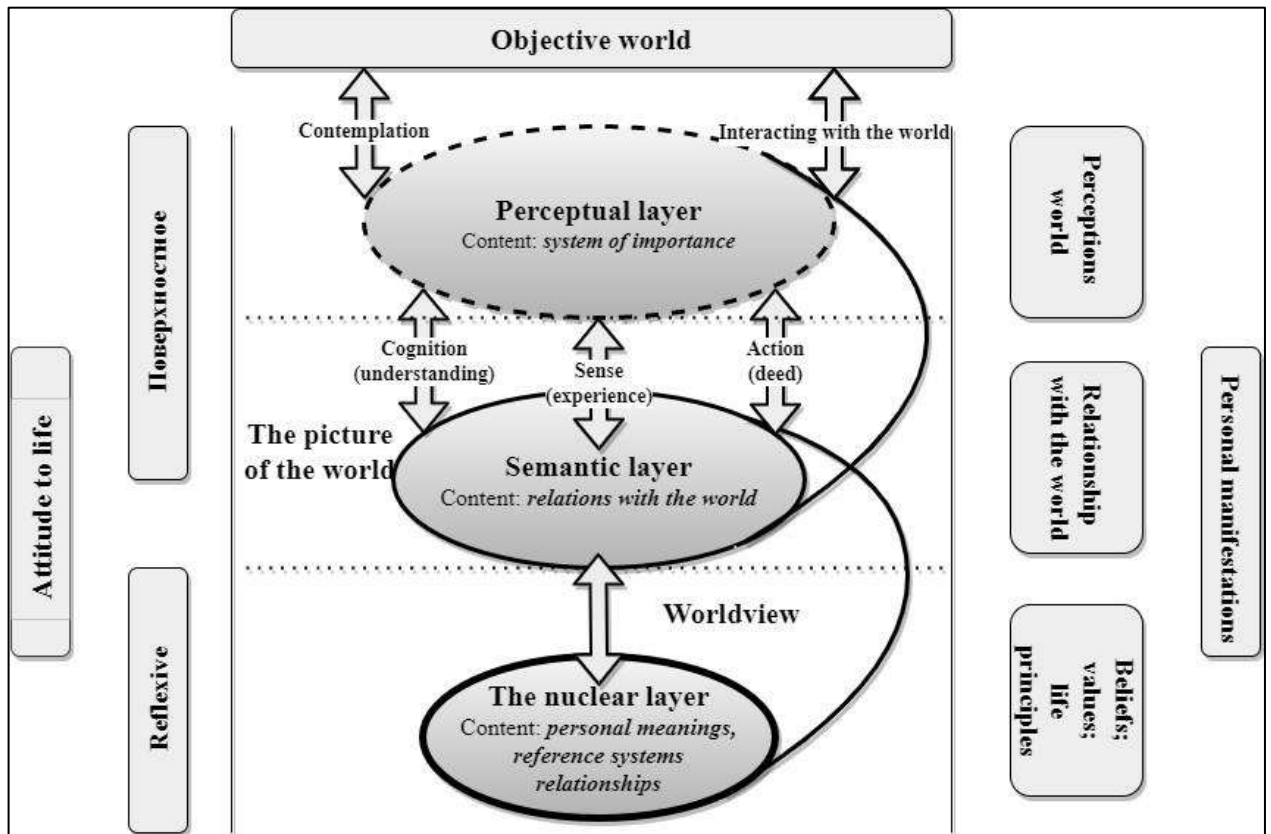 Objective world
Contemplation
Interacting with the world
Perceptual layer
Content: system of importance
Cognition
(understanding)
Sense
(experience)
Action
(deed)
The picture
of the world
Semantic layer
Content: relations with the world
Worldview
The nuclear layer
Content: personal meanings,
reference systems
relationships
Attitude to life
Поверхностное
Reflexive
Perceptions
world
Relationship
with the world
Beliefs;
values;
life
principles
Personal manifestations